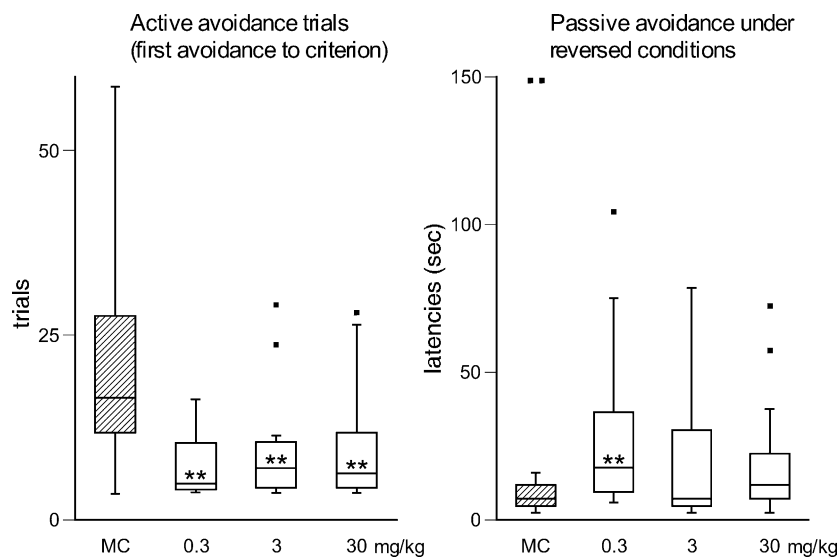 Active avoidance trials
(first avoidance to criterion)
trials
50
25
0
**
**
**
MC
0.3
3
30 mg/kg
Passive avoidance under
reversed conditions
latencies (sec)
150
100
50
0
**
MC
0.3
3
30 mg/kg